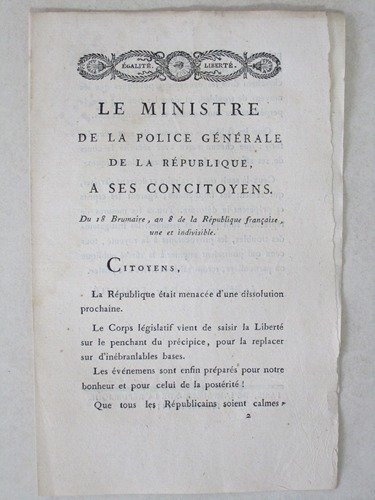 ÉGALITÉ. LIBERTÉ.
LE MINISTRE
DE LA POLICE GÉNÉRALE
DE LA RÉPUBLIQUE,
A SES CONCITOYENS.
Du 18 Brumaire, an 8 de la République française,
une et indivisible.
CITOYENS,
La République était menacée d'une dissolution
prochaine.
Le Corps législatif vient de saisir la Liberté
sur le penchant du précipice, pour la replacer
sur d'inébranlables bases.
Les événemens sont enfin préparés pour notre
bonheur et pour celui de la postérité !
Que tous les Républicains soient calmes,
2